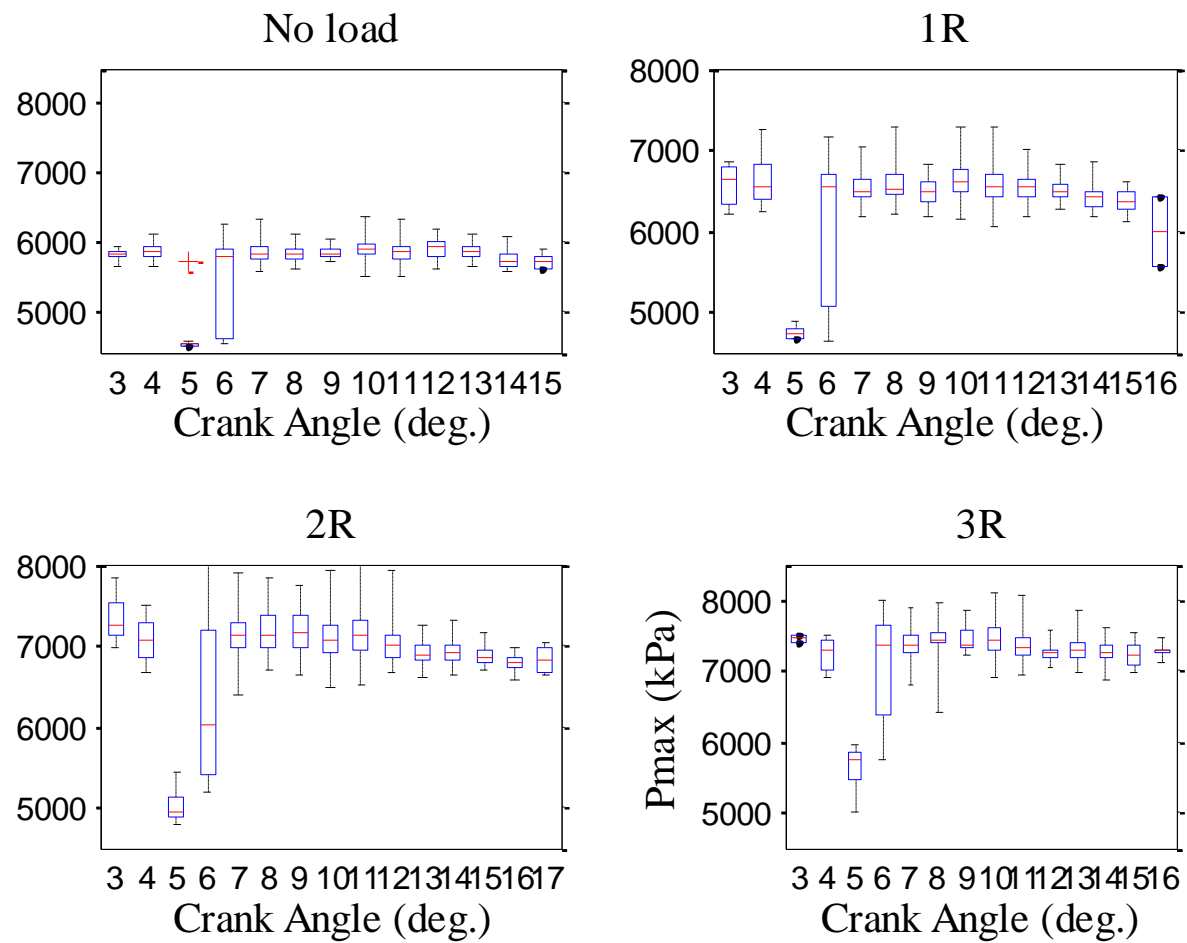 No load
8000
7000
6000
5000
3 4 5 6 7 8 9 10 11 12 13 14 15
Crank Angle (deg.)
1R
8000
7000
6000
5000
3 4 5 6 7 8 9 10 11 12 13 14 15 16
Crank Angle (deg.)
2R
8000
7000
6000
5000
3 4 5 6 7 8 9 10 11 12 13 14 15 16 17
Crank Angle (deg.)
3R
Pmax (kPa)
8000
7000
6000
5000
3 4 5 6 7 8 9 10 11 12 13 14 15 16
Crank Angle (deg.)